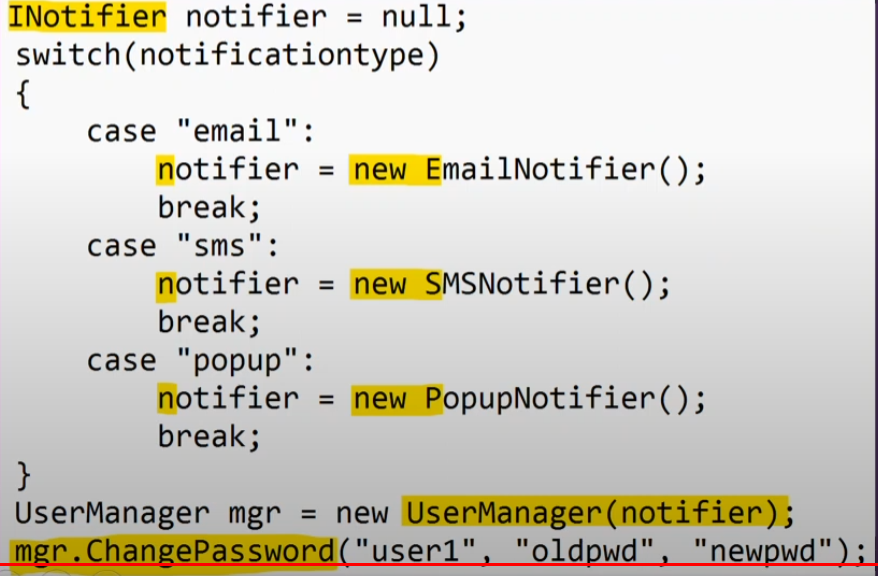 INotifier notifier = null;
switch(notificationtype)
{
case "email":
notifier = new EmailNotifier();
break;
case "sms":
notifier = new SMSNotifier();
break;
case "popup":
notifier = new PopupNotifier();
break;
}
UserManager mgr = new UserManager(notifier);
mgr.ChangePassword("user1", "oldpwd", "newpwd");